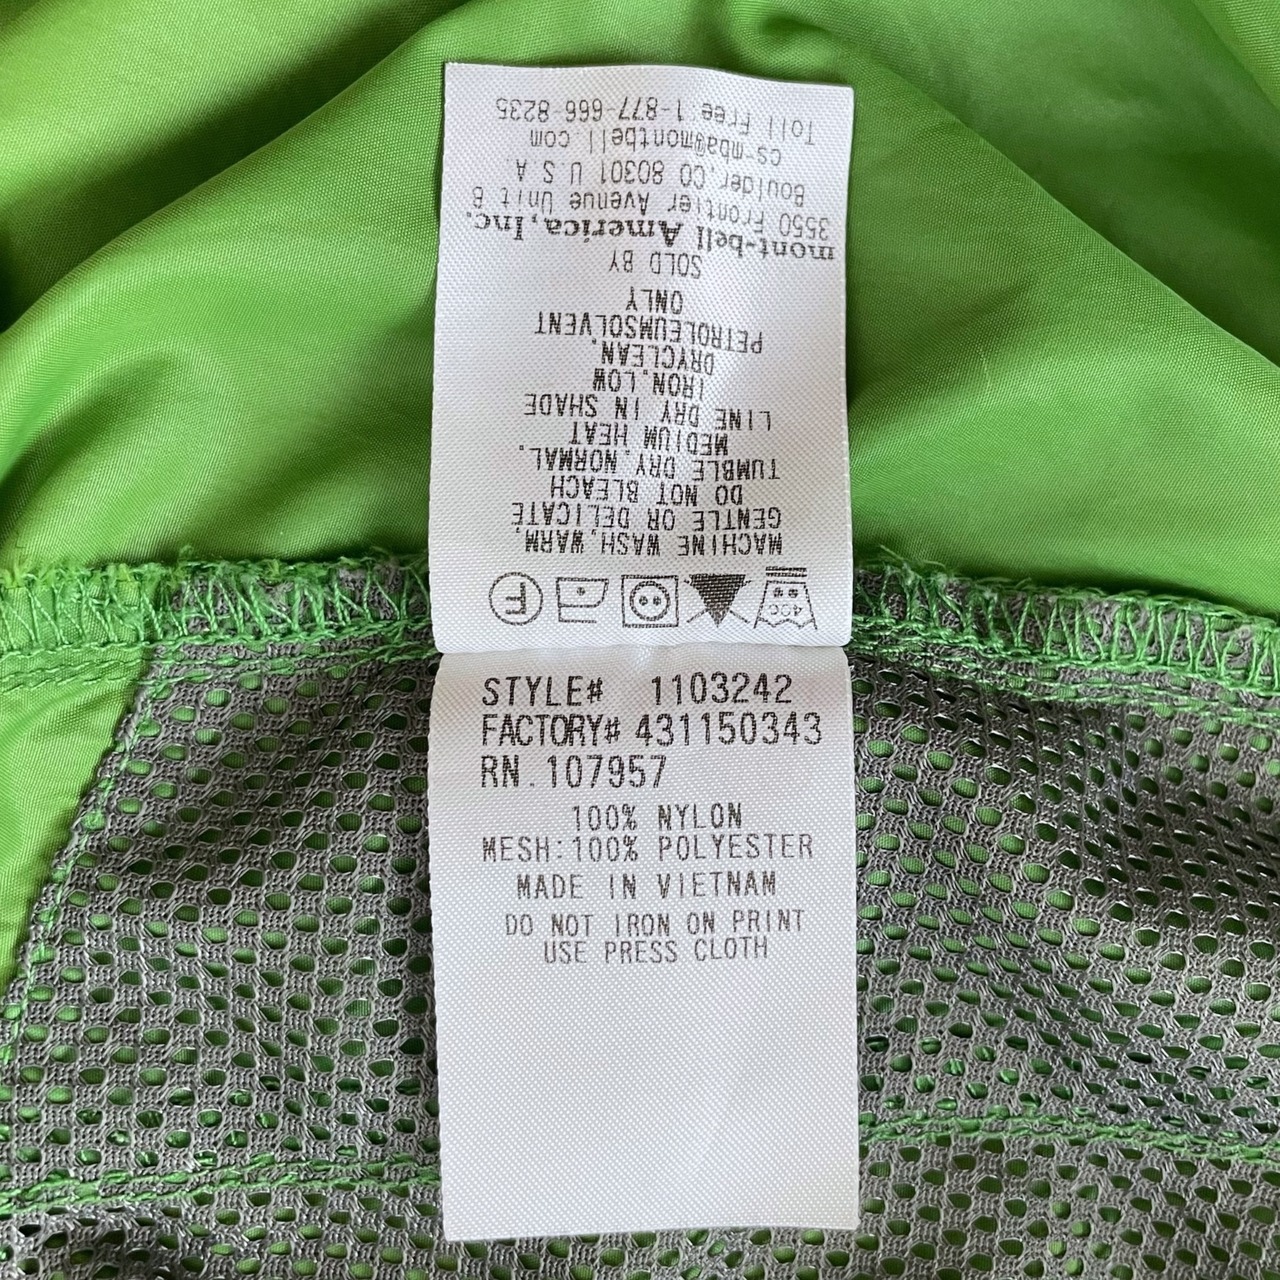 40C
F
MACHINE WASH,WARM,
GENTLE OR DELICATE
DO NOT BLEACH
TUMBLE DRY,NORMAL,
MEDIUM HEAT
LINE DRY IN SHADE
IRON,LOW
DRYCLEAN,
PETROLEUMSOLVENT
ONLY
SOLD BY
mont-bell America,Inc.
3550 Frontier Avenue Unit B
Boulder,CO 80301 U.S.A.
cs-mba@montbell.com
Toll Free:1-877-666 8235
STYLE# 1103242
FACTORY# 431150343
RN.107957
100% NYLON
MESH:100% POLYESTER
MADE IN VIETNAM
DO NOT IRON ON PRINT
USE PRESS CLOTH